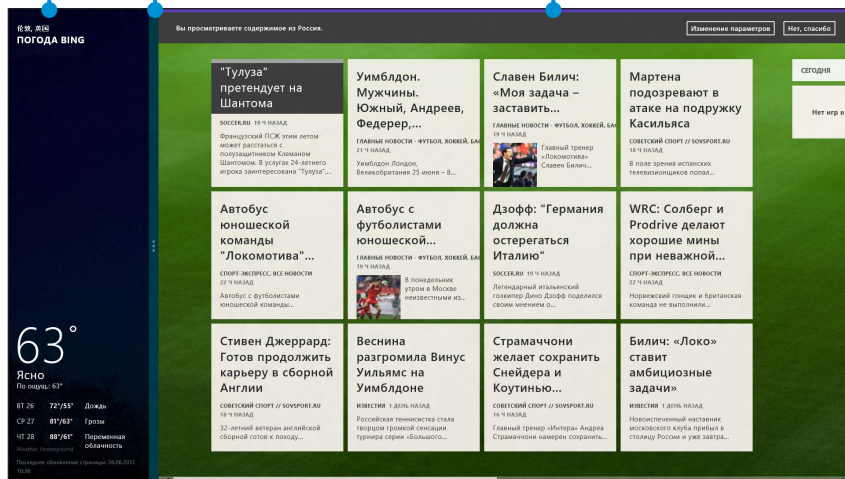 伦敦, 英国
ПОГОДА BING
63°
Ясно
По ощущ.: 63°
ВТ 26 72°/55° Дождь
СР 27 81°/63° Грозы
ЧТ 28 88°/61° Переменная
облачность
Weather Underground
Последнее обновление страницы 26.06.2012
10:36
Вы просматриваете содержимое из России.
Изменение параметров
Нет, спасибо
"Тулуза"
претендует на
Шантома
SOCCER.RU 19 Ч НАЗАД
Французский ПСЖ этим летом
может расстаться с
полузащитником Клеманом
Шантомом. В услугах 24-летнего
игрока заинтересована "Тулуза",...
Уимблдон.
Мужчины.
Южный, Андреев,
Федерер,...
ГЛАВНЫЕ НОВОСТИ - ФУТБОЛ, ХОККЕЙ, БАС
21 Ч НАЗАД
Уимблдон Лондон,
Великобритания 25 июня – 8...
Славен Билич:
«Моя задача –
заставить...
ГЛАВНЫЕ НОВОСТИ - ФУТБОЛ, ХОККЕЙ, БАС
19 Ч НАЗАД
Главный тренер
«Локомотива»
Славен Билич...
Мартена
подозревают в
атаке на подружку
Касильяса
СОВЕТСКИЙ СПОРТ // SOVSPORT.RU
18 Ч НАЗАД
В поле зрения испанских
телевизионщиков попал...
Автобус
юношеской
команды
"Локомотива"...
СПОРТ-ЭКСПРЕСС. ВСЕ НОВОСТИ
22 Ч НАЗАД
Автобус с футболистами
юношеской команды...
Автобус с
футболистами
юношеской...
ГЛАВНЫЕ НОВОСТИ - ФУТБОЛ, ХОККЕЙ, БАС
19 Ч НАЗАД
В понедельник
утром в Москве
неизвестными из...
Дзофф: "Германия
должна
остерегаться
Италию"
SOCCER.RU 19 Ч НАЗАД
Легендарный итальянский
голкипер Дино Дзофф поделился
своим мнением о...
WRC: Солберг и
Prodrive делают
хорошие мины
при неважной...
СПОРТ-ЭКСПРЕСС. ВСЕ НОВОСТИ
22 Ч НАЗАД
Норвежский гонщик и британская
команда не выполнили...
Стивен Джеррард:
Готов продолжить
карьеру в сборной
Англии
СОВЕТСКИЙ СПОРТ // SOVSPORT.RU
18 Ч НАЗАД
32-летний ветеран английской
сборной готов к походу...
Веснина
разгромила Винус
Уильямс на
Уимблдоне
ИЗВЕСТИЯ 1 ДЕНЬ НАЗАД
Российская теннисистка стала
творцом громкой сенсации
турнира серии «Большого...
Страмаччони
желает сохранить
Снейдера и
Коутиньо...
СОВЕТСКИЙ СПОРТ // SOVSPORT.RU
16 Ч НАЗАД
Главный тренер «Интера» Андреа
Страмаччони намерен сохранить...
Билич: «Локо»
ставит
амбициозные
задачи»
ИЗВЕСТИЯ 1 ДЕНЬ НАЗАД
Новоиспеченный наставник
московского клуба прибыл в
столицу России и уже завтра...
СЕГОДНЯ
Нет игр в